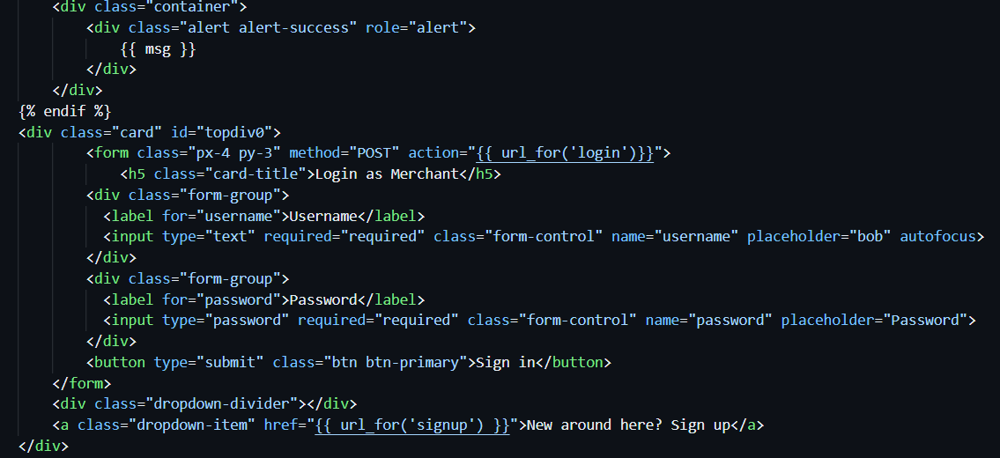 <div class="container">
<div class="alert alert-success" role="alert">
{{ msg }}
</div>
</div>
{% endif %}
<div class="card" id="topdiv0">
<form class="px-4 py-3" method="POST" action="{{ url_for('login')}}">
<h5 class="card-title">Login as Merchant</h5>
<div class="form-group">
<label for="username">Username</label>
<input type="text" required="required" class="form-control" name="username" placeholder="bob" autofocus>
</div>
<div class="form-group">
<label for="password">Password</label>
<input type="password" required="required" class="form-control" name="password" placeholder="Password">
</div>
<button type="submit" class="btn btn-primary">Sign in</button>
</form>
<div class="dropdown-divider"></div>
<a class="dropdown-item" href="{{ url_for('signup') }}">New around here? Sign up</a>
</div>